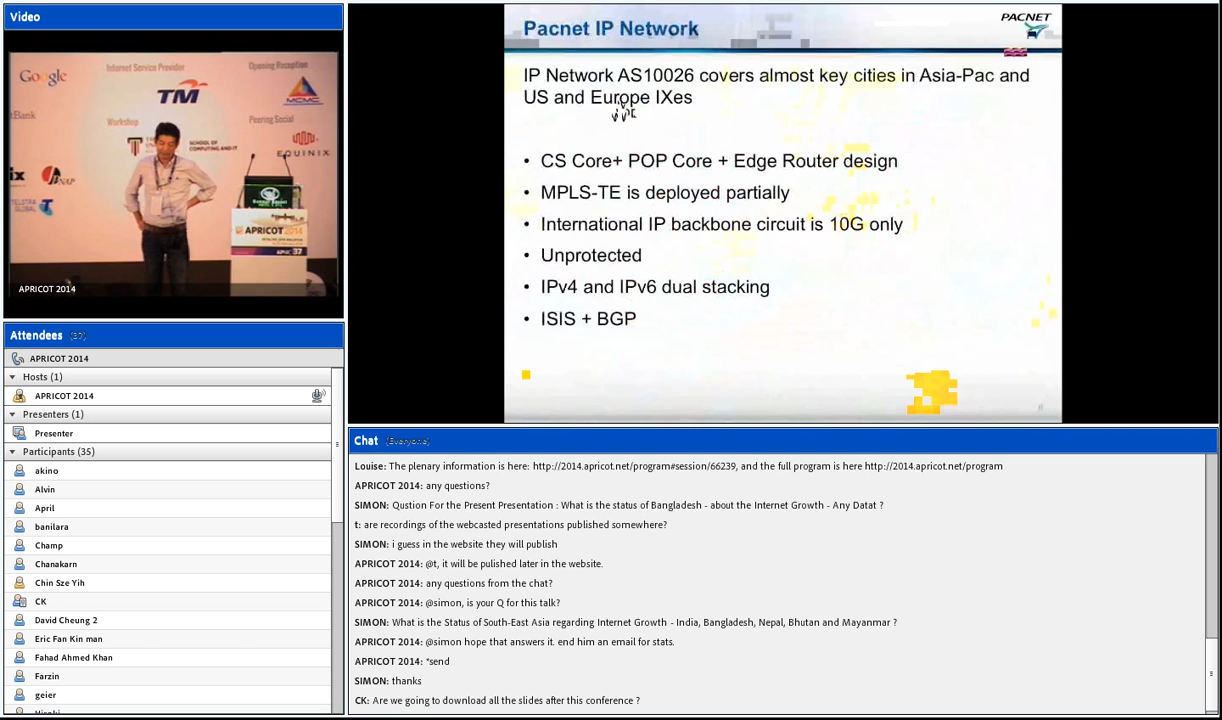 Video
Google
Internet Service Provider
Opening Reception
TM
MCMC
Bank
Workshop
Peering Social
SCHOOL OF
COMPUTING AND IT
EQUINIX
ix
TELSTRA
GLOBAL
APRICOT 2014
APNIC 37
APRICOT 2014
Attendees (37)
APRICOT 2014
Hosts (1)
APRICOT 2014
Presenters (1)
Presenter
Participants (35)
akino
Alvin
April
banilara
Champ
Chanakarn
Chin Sze Yih
CK
David Cheung 2
Eric Fan Kin man
Fahad Ahmed Khan
Farzin
geier
Pacnet IP Network
PACNET
IP Network AS10026 covers almost key cities in Asia-Pac and
US and Europe IXes
• CS Core+ POP Core + Edge Router design
• MPLS-TE is deployed partially
• International IP backbone circuit is 10G only
• Unprotected
• IPv4 and IPv6 dual stacking
• ISIS + BGP
Chat (Everyone)
Louise: The plenary information is here: http://2014.apricot.net/program#session/66239, and the full program is here http://2014.apricot.net/program
APRICOT 2014: any questions?
SIMON: Qustion For the Present Presentation : What is the status of Bangladesh - about the Internet Growth - Any Datat ?
t: are recordings of the webcasted presentations published somewhere?
SIMON: i guess in the website they will publish
APRICOT 2014: @t, it will be pulished later in the website.
APRICOT 2014: any questions from the chat?
APRICOT 2014: @simon, is your Q for this talk?
SIMON: What is the Status of South-East Asia regarding Internet Growth - India, Bangladesh, Nepal, Bhutan and Mayanmar ?
APRICOT 2014: @simon hope that answers it. end him an email for stats.
APRICOT 2014: *send
SIMON: thanks
CK: Are we going to download all the slides after this conference ?